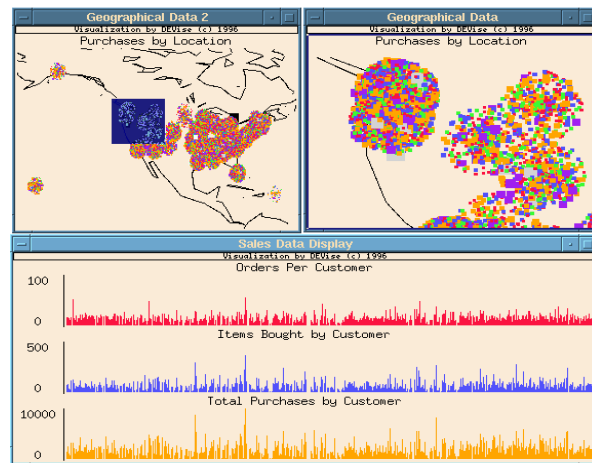 Geographical Data 2
Visualization by DEVise (c) 1996
Purchases by Location
Geographical Data
Visualization by DEVise (c) 1996
Purchases by Location
Sales Data Display
Visualization by DEVise (c) 1996
Orders Per Customer
100
0
Items Bought by Customer
500
0
Total Purchases by Customer
10000
0